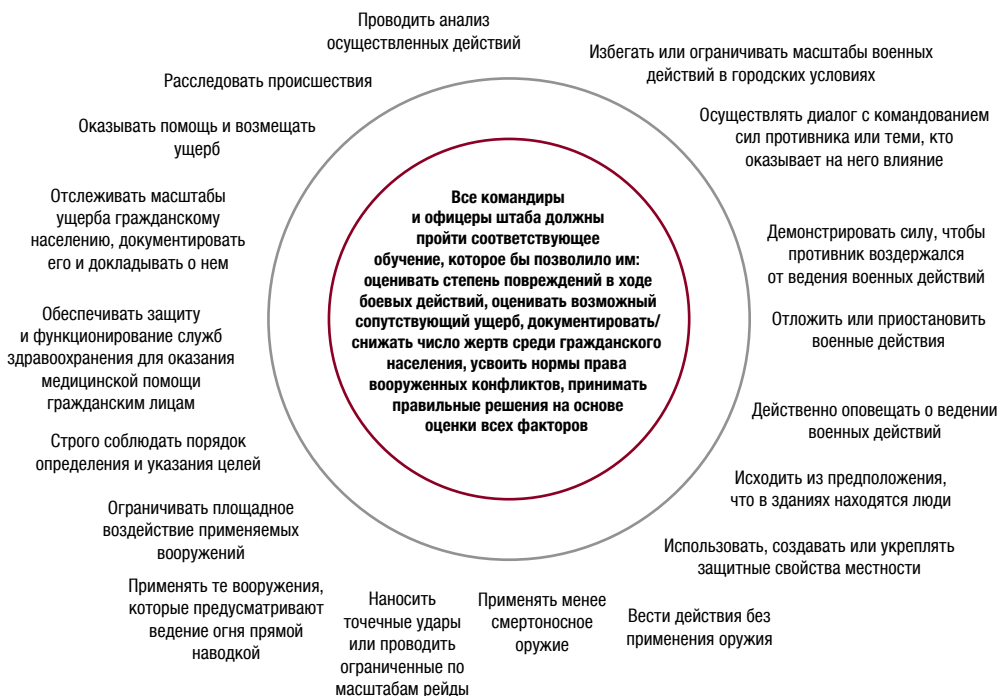 Проводить анализ
осуществленных действий
Избегать или ограничивать масштабы военных
действий в городских условиях
Осуществлять диалог с командованием
сил противника или теми, кто
оказывает на него влияние
Демонстрировать силу, чтобы
противник воздержался
от ведения военных действий
Отложить или приостановить
военные действия
Действенно оповещать о ведении
военных действий
Исходить из предположения,
что в зданиях находятся люди
Использовать, создавать или укреплять
защитные свойства местности
Вести действия без
применения оружия
Применять менее
смертоносное
оружие
Наносить
точечные удары
или проводить
ограниченные по
масштабам рейды
Применять те вооружения,
которые предусматривают
ведение огня прямой
наводкой
Ограничивать площадное
воздействие применяемых
вооружений
Строго соблюдать порядок
определения и указания целей
Обеспечивать защиту
и функционирование служб
здравоохранения для оказания
медицинской помощи
гражданским лицам
Отслеживать масштабы
ущерба гражданскому
населению, документировать
его и докладывать о нем
Оказывать помощь и возмещать
ущерб
Расследовать происшествия
Все командиры
и офицеры штаба должны
пройти соответствующее
обучение, которое бы позволило им:
оценивать степень повреждений в ходе
боевых действий, оценивать возможный
сопутствующий ущерб, документировать/
снижать число жертв среди гражданского
населения, усвоить нормы права
вооруженных конфликтов, принимать
правильные решения на основе
оценки всех факторов